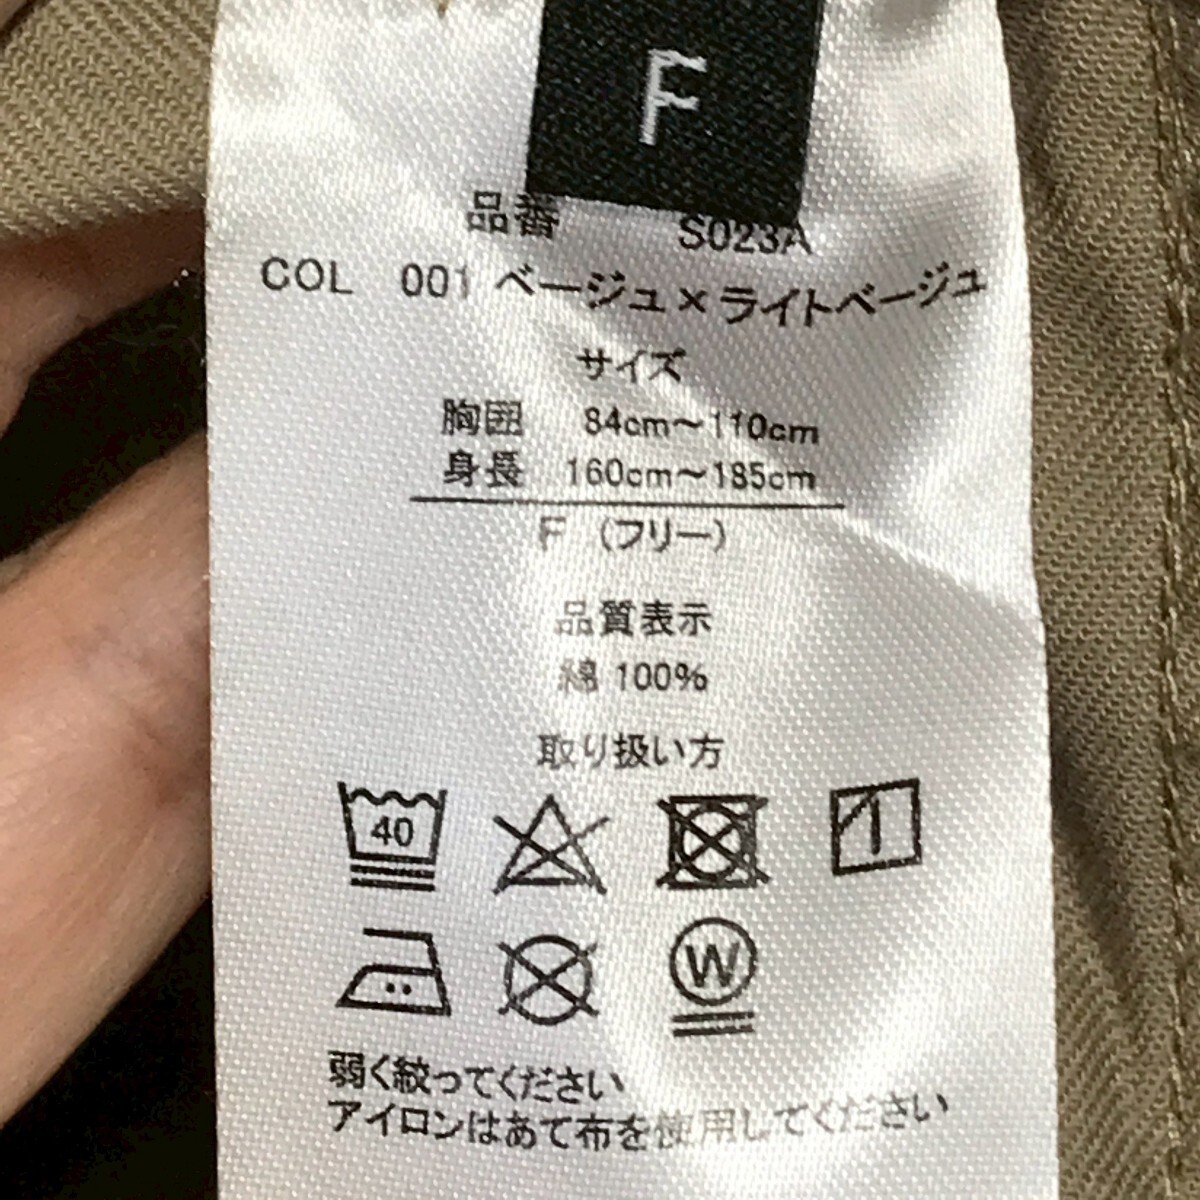 F
品番 S023A
COL 001 ベージュ×ライトベージュ
サイズ
胸囲 84cm～110cm
身長 160cm～185cm
F (フリー)
品質表示
綿 100%
取り扱い方
40
W
弱く絞ってください
アイロンはあて布を使用してください